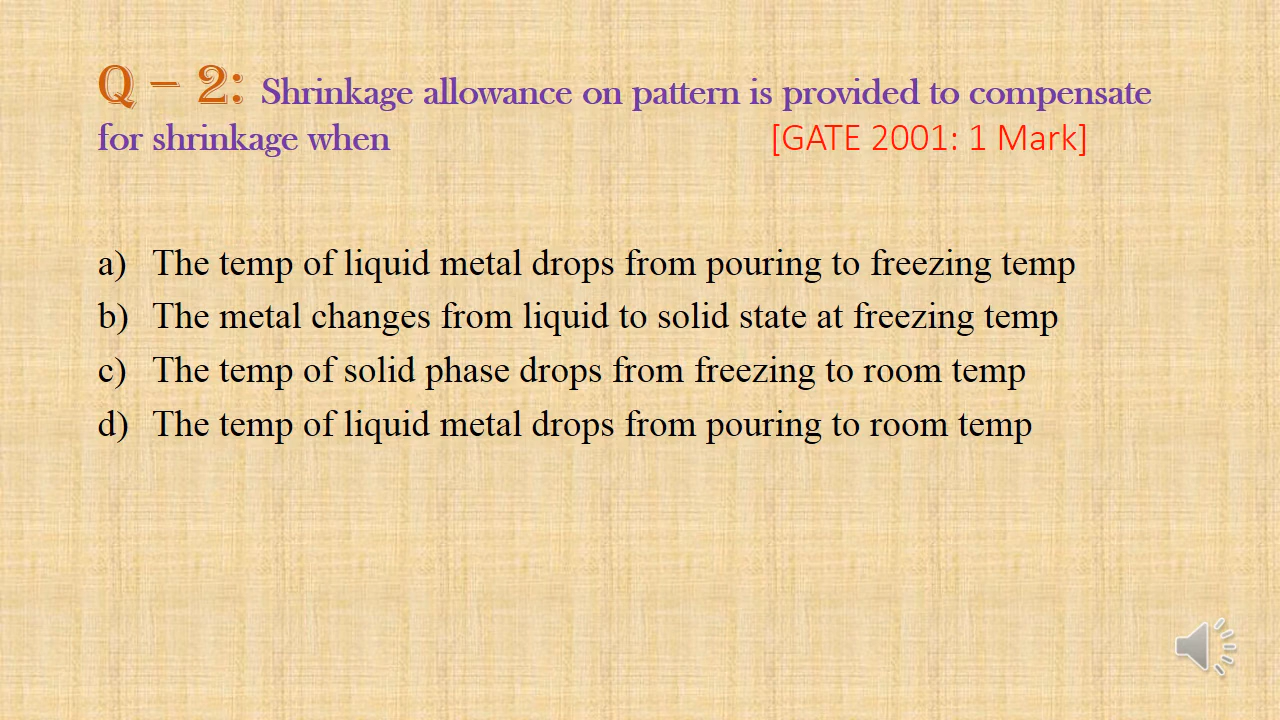 Q – 2: Shrinkage allowance on pattern is provided to compensate
for shrinkage when [GATE 2001: 1 Mark]
a) The temp of liquid metal drops from pouring to freezing temp
b) The metal changes from liquid to solid state at freezing temp
c) The temp of solid phase drops from freezing to room temp
d) The temp of liquid metal drops from pouring to room temp